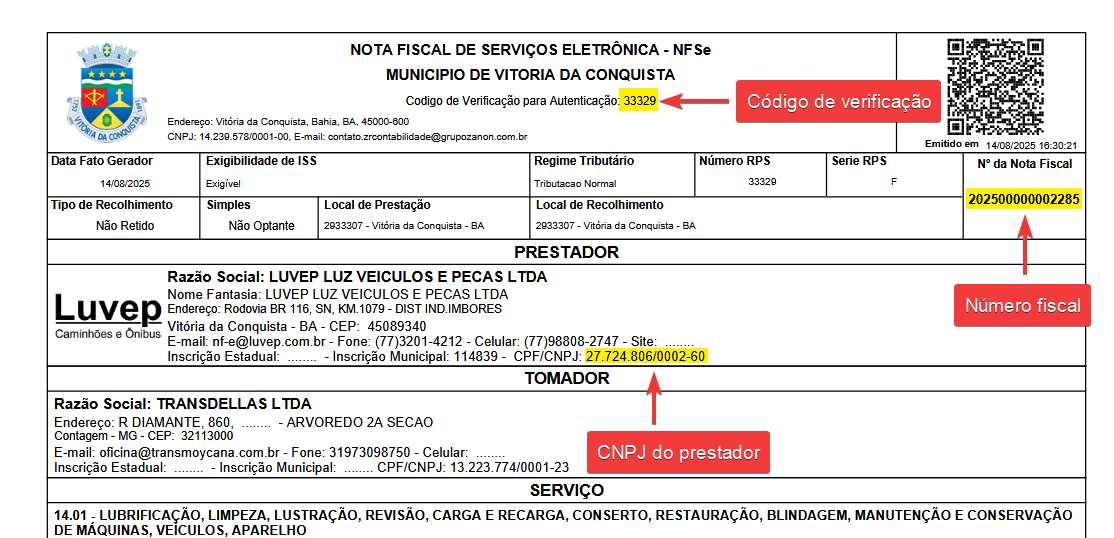 NOTA FISCAL DE SERVIÇOS ELETRÔNICA - NFSe
MUNICIPIO DE VITORIA DA CONQUISTA
Codigo de Verificação para Autenticação: 33329
Código de verificação
Endereço: Vitória da Conquista, Bahia, BA, 45000-600
CNPJ: 14.239.578/0001-00, E-mail: contato.zrcontabilidade@grupozanon.com.br
VITORIA DA CONQUISTA
Emitido em 14/08/2025 16:30:21
Data Fato Gerador
14/08/2025
Exigibilidade de ISS
Exigível
Regime Tributário
Tributacao Normal
Número RPS
33329
Serie RPS
F
Nº da Nota Fiscal
202500000002285
Tipo de Recolhimento
Não Retido
Simples
Não Optante
Local de Prestação
2933307 - Vitória da Conquista - BA
Local de Recolhimento
2933307 - Vitória da Conquista - BA
Número fiscal
PRESTADOR
Luvep
Caminhões e Ônibus
Razão Social: LUVEP LUZ VEICULOS E PECAS LTDA
Nome Fantasia: LUVEP LUZ VEICULOS E PECAS LTDA
Endereço: Rodovia BR 116, SN, KM.1079 - DIST IND.IMBORES
Vitória da Conquista - BA - CEP: 45089340
E-mail: nf-e@luvep.com.br - Fone: (77)3201-4212 - Celular: (77)98808-2747 - Site: ........
Inscrição Estadual: ........ - Inscrição Municipal: 114839 - CPF/CNPJ: 27.724.806/0002-60
TOMADOR
Razão Social: TRANSDELLAS LTDA
Endereço: R DIAMANTE, 860, ........ - ARVOREDO 2A SECAO
Contagem - MG - CEP: 32113000
E-mail: oficina@transmoycana.com.br - Fone: 31973098750 - Celular: ........
Inscrição Estadual: ........ - Inscrição Municipal: ........ CPF/CNPJ: 13.223.774/0001-23
CNPJ do prestador
SERVIÇO
14.01 - LUBRIFICAÇÃO, LIMPEZA, LUSTRAÇÃO, REVISÃO, CARGA E RECARGA, CONSERTO, RESTAURAÇÃO, BLINDAGEM, MANUTENÇÃO E CONSERVAÇÃO
DE MÁQUINAS, VEÍCULOS, APARELHO